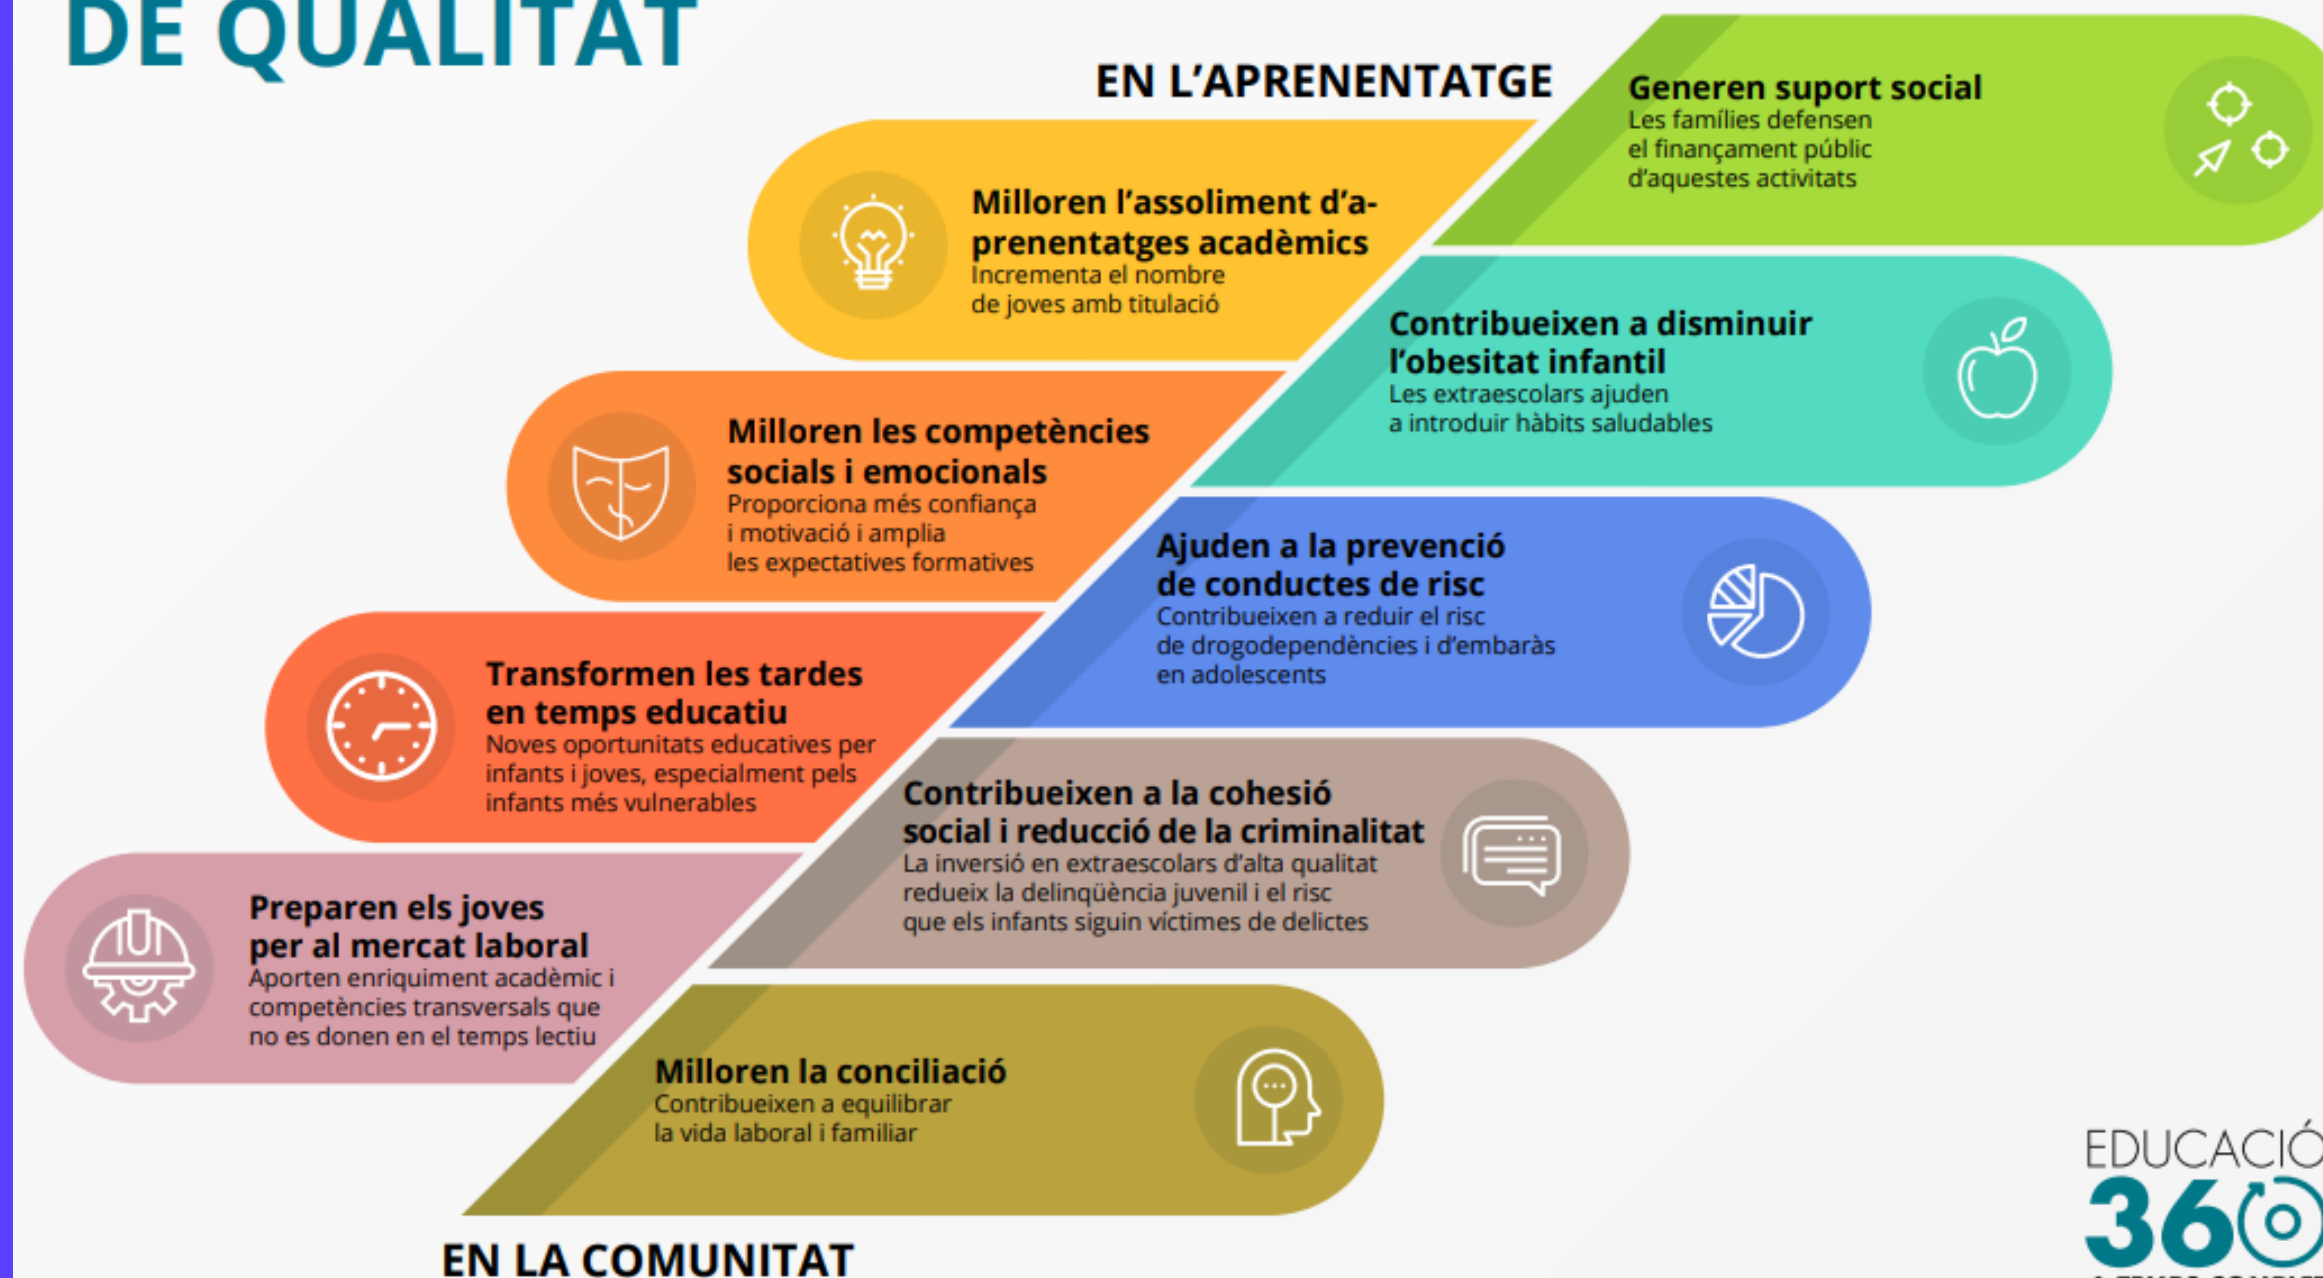 DE QUALITAT
EN L'APRENENTATGE
Milloren l'assoliment d'a-
prenentatges acadèmics
Incrementa el nombre
de joves amb titulació
Milloren les competències
socials i emocionals
Proporciona més confiança
i motivació i amplia
les expectatives formatives
Transformen les tardes
en temps educatiu
Noves oportunitats educatives per
infants i joves, especialment pels
infants més vulnerables
Preparen els joves
per al mercat laboral
Aporten enriquiment acadèmic i
competències transversals que
no es donen en el temps lectiu
Generen suport social
Les famílies defensen
el finançament públic
d'aquestes activitats
Contribueixen a disminuir
l'obesitat infantil
Les extraescolars ajuden
a introduir hàbits saludables
Ajuden a la prevenció
de conductes de risc
Contribueixen a reduir el risc
de drogodependències i d'embaràs
en adolescents
Contribueixen a la cohesió
social i reducció de la criminalitat
La inversió en extraescolars d'alta qualitat
redueix la delinqüència juvenil i el risc
que els infants siguin víctimes de delictes
Milloren la conciliació
Contribueixen a equilibrar
la vida laboral i familiar
EN LA COMUNITAT
EDUCACIÓ
360